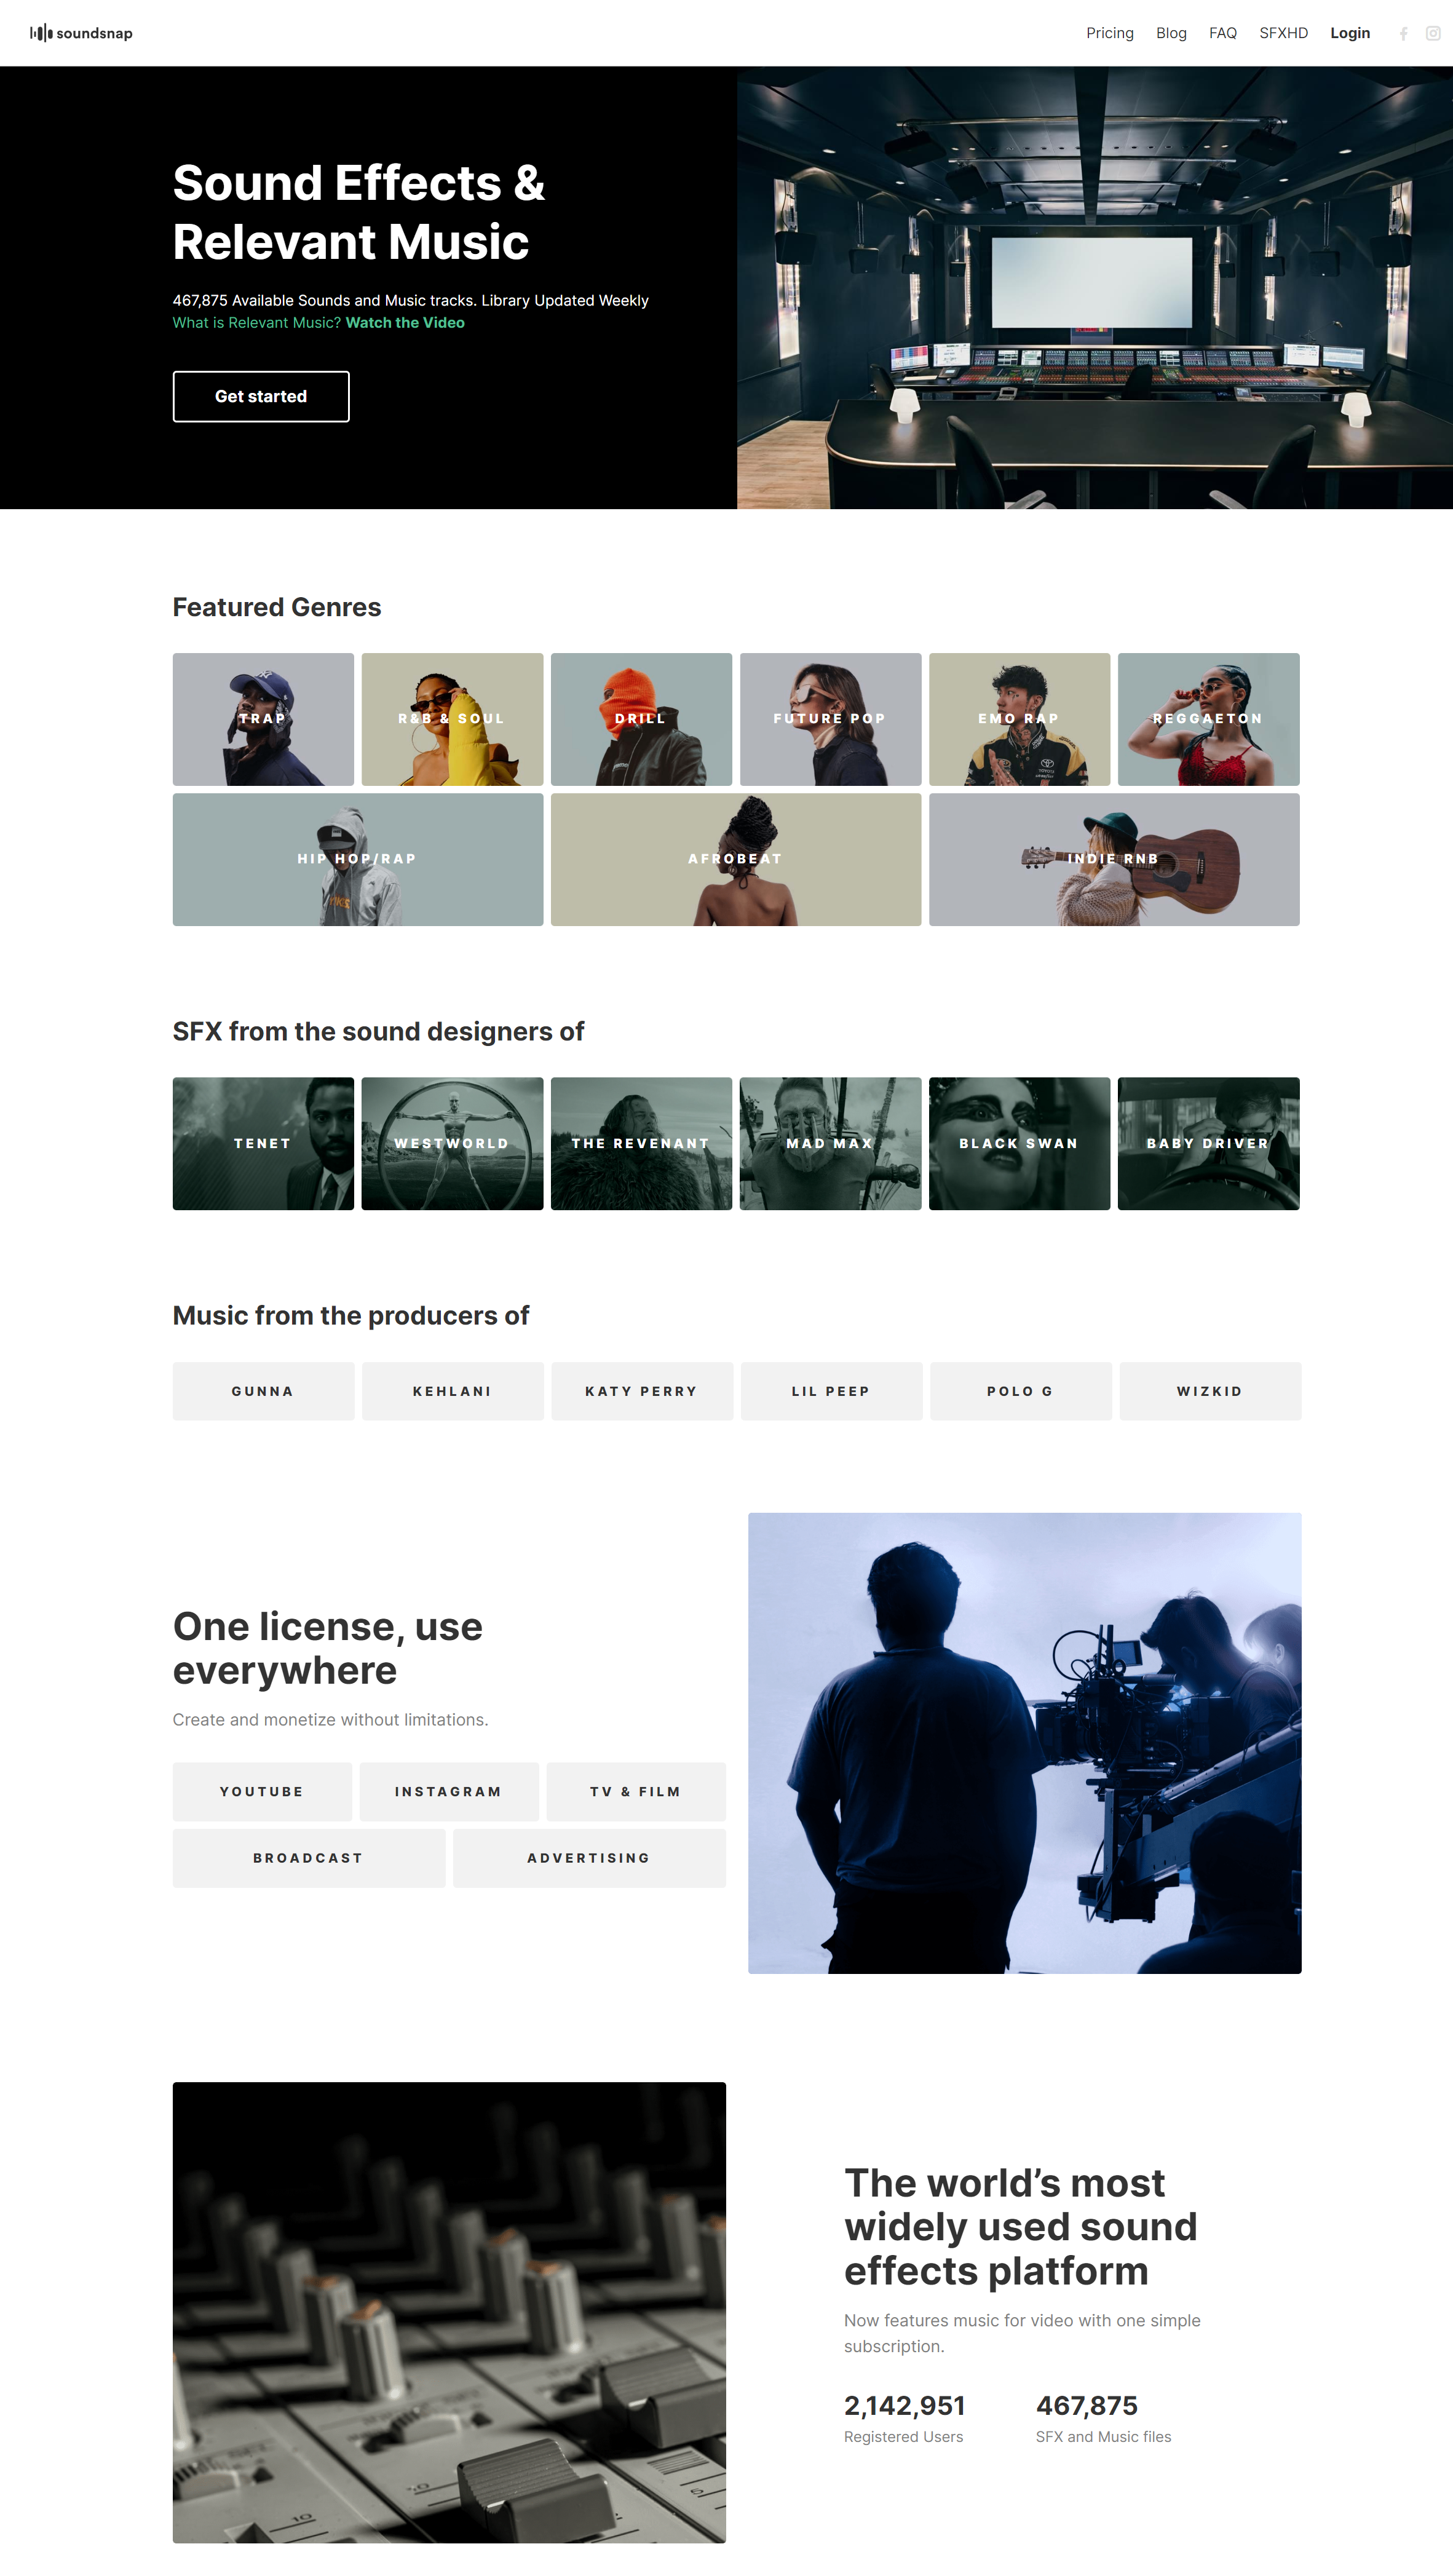 soundsnap
Pricing Blog FAQ SFXHD Login
Sound Effects &
Relevant Music
467,875 Available Sounds and Music tracks. Library Updated Weekly
What is Relevant Music? Watch the Video
Get started
Featured Genres
TRAP
R&B & SOUL
DRILL
FUTURE POP
EMO RAP
REGGAETON
HIP HOP/RAP
AFROBEAT
INDIE RNB
SFX from the sound designers of
TENET
WESTWORLD
THE REVENANT
MAD MAX
BLACK SWAN
BABY DRIVER
Music from the producers of
GUNNA
KEHLANI
KATY PERRY
LIL PEEP
POLO G
WIZKID
One license, use
everywhere
Create and monetize without limitations.
YOUTUBE
INSTAGRAM
TV & FILM
BROADCAST
ADVERTISING
The world’s most
widely used sound
effects platform
Now features music for video with one simple
subscription.
2,142,951
Registered Users
467,875
SFX and Music files